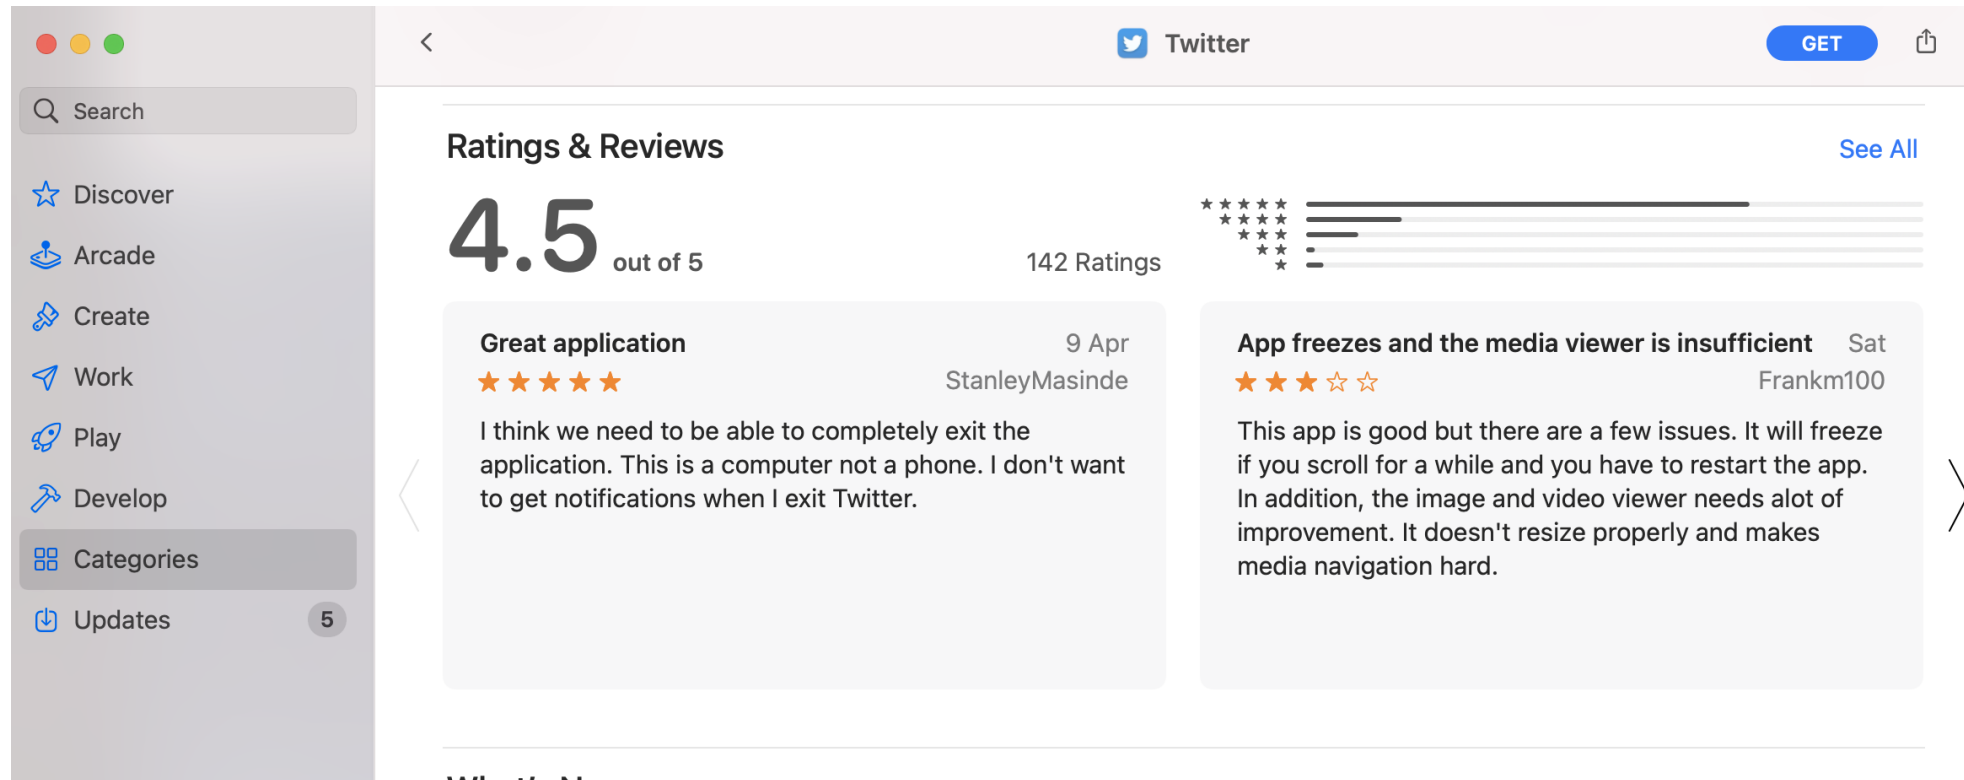 Twitter
GET
Search
Discover
Arcade
Create
Work
Play
Develop
Categories
Updates
5
Ratings & Reviews
See All
4.5 out of 5
142 Ratings
Great application
9 Apr
StanleyMasinde
I think we need to be able to completely exit the
application. This is a computer not a phone. I don't want
to get notifications when I exit Twitter.
App freezes and the media viewer is insufficient
Sat
Frankm100
This app is good but there are a few issues. It will freeze
if you scroll for a while and you have to restart the app.
In addition, the image and video viewer needs alot of
improvement. It doesn't resize properly and makes
media navigation hard.